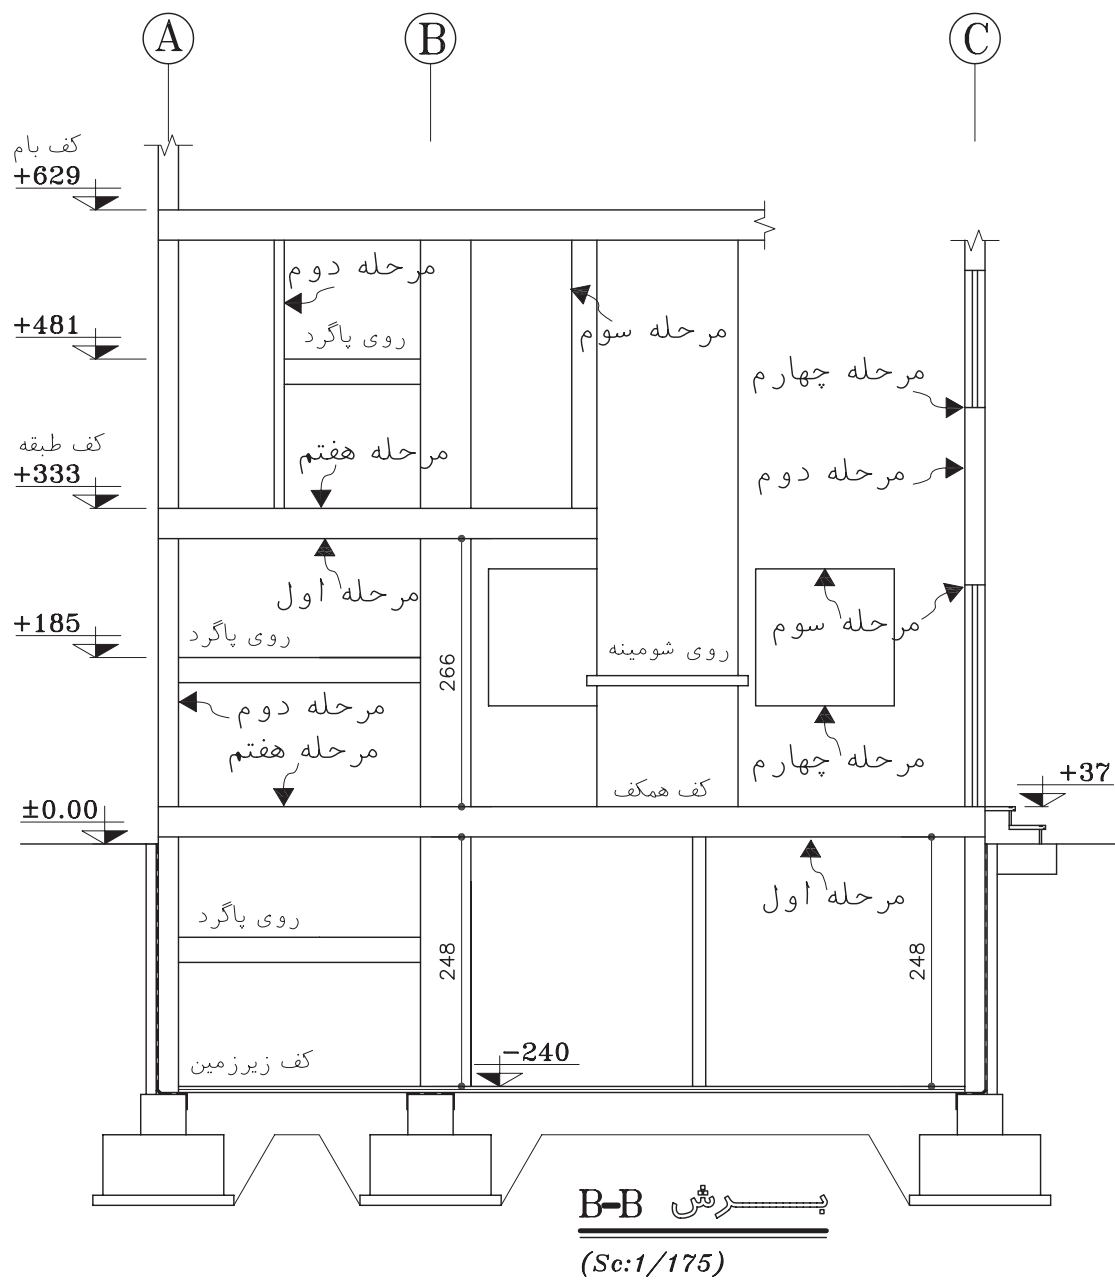 A B C
کف بام
+629
مرحله دوم
+481
روی پاگرد
مرحله سوم
مرحله چهارم
کف طبقه
+333
مرحله هفتم
مرحله دوم
مرحله اول
+185
روی پاگرد
مرحله سوم
روی شومینه
266
مرحله دوم
مرحله هفتم
مرحله چهارم
کف همکف
+37
±0.00
مرحله اول
روی پاگرد
248
248
کف زیرزمین
-240
برش B-B
(Sc:1/175)